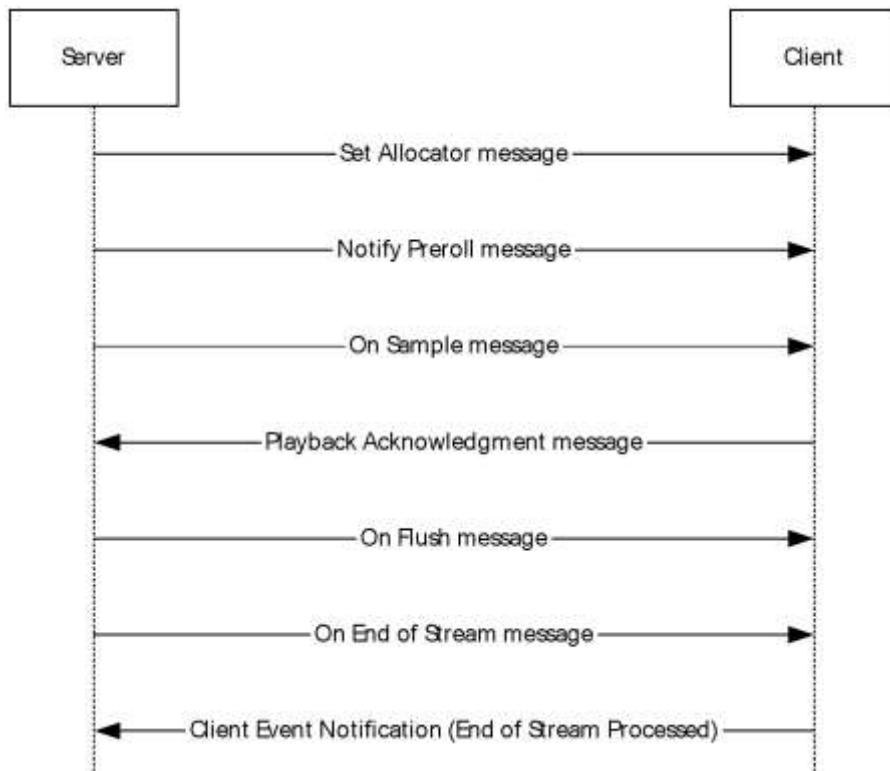 Server
Client
Set Allocator message
Notify Preroll message
On Sample message
Playback Acknowledgment message
On Flush message
On End of Stream message
Client Event Notification (End of Stream Processed)